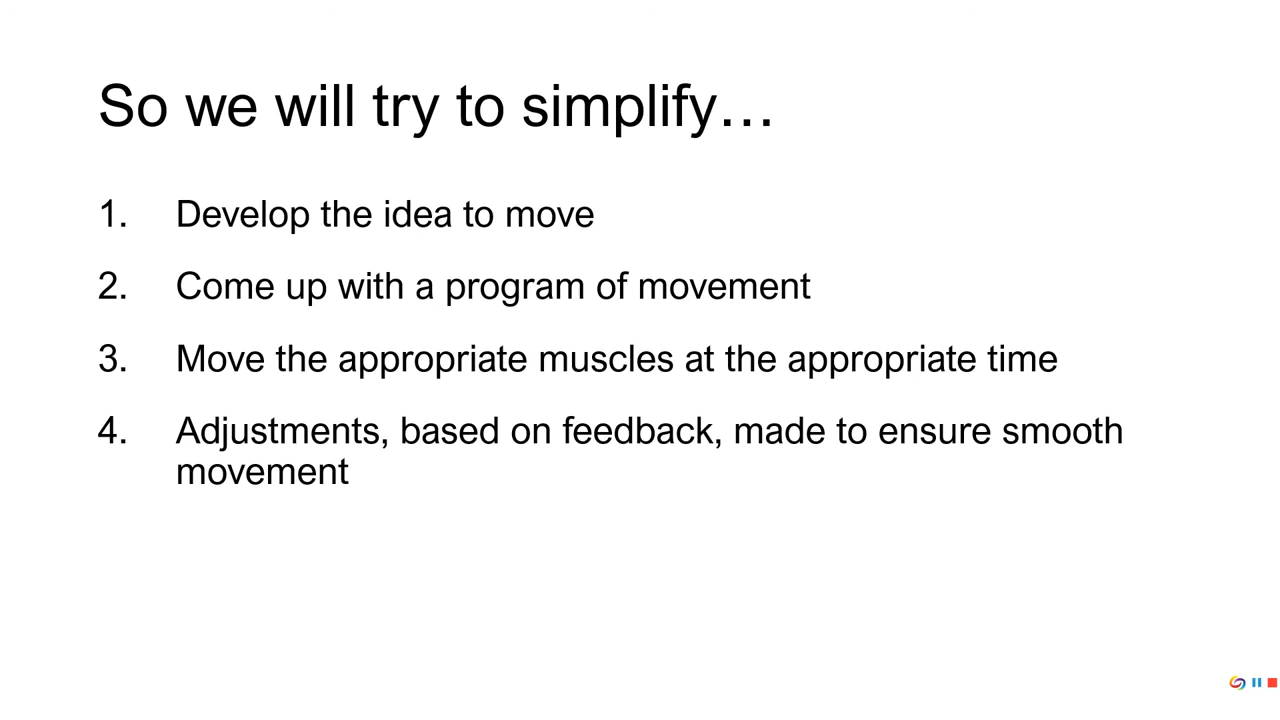 So we will try to simplify…
1. Develop the idea to move
2. Come up with a program of movement
3. Move the appropriate muscles at the appropriate time
4. Adjustments, based on feedback, made to ensure smooth
movement